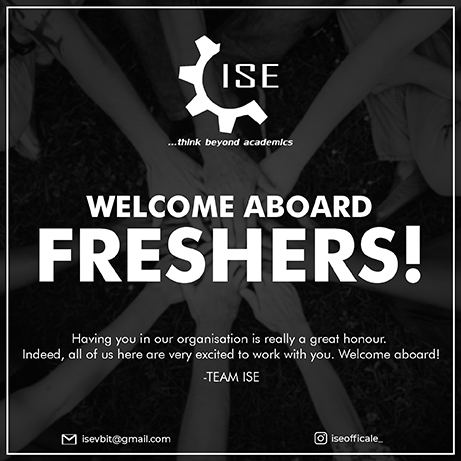 ISE
...think beyond academics
WELCOME ABOARD
FRESHERS!
Having you in our organisation is really a great honour.
Indeed, all of us here are very excited to work with you. Welcome aboard!
-TEAM ISE
isevbit@gmail.com
iseofficale_